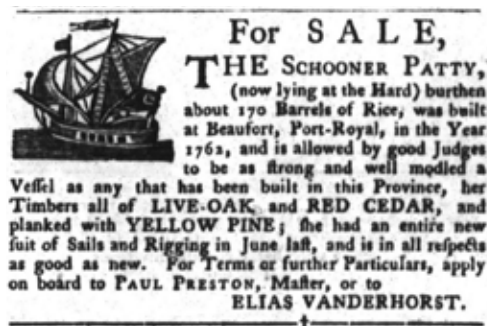 For SALE,
THE SCHOONER PATTY,
(now lying at the Hard) burthen
about 170 Barrels of Rice, was built
at Beaufort, Port-Royal, in the Year
1762, and is allowed by good Judges
to be as ſtrong and well modled a
Veſſel as any that has been built in this Province, her
Timbers all of LIVE-OAK and RED CEDAR, and
planked with YELLOW PINE; ſhe had an entire new
ſuit of Sails and Rigging in June laſt, and is in all reſpects
as good as new. For Terms or further Particulars, apply
on board to PAUL PRESTON, Maſter, or to
ELIAS VANDERHORST.